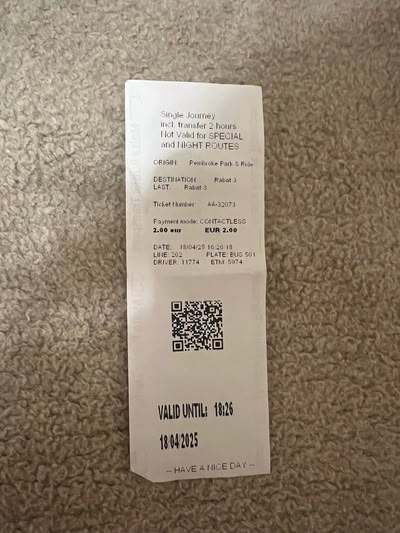 Single Journey
incl. transfer 2 hours
Not Valid for SPECIAL
and NIGHT ROUTES
ORIGIN: Pembroke Park & Ride
DESTINATION: Rabat 3
LAST: Rabat 3
Ticket Number: AA-32073
Payment mode: CONTACTLESS
2.00 eur EUR 2.00
DATE: 18/04/25 16:26:18
LINE: 202 PLATE: BUS 501
DRIVER: 11774 ETM: 5974
VALID UNTIL: 18:26
18/04/2025
-- HAVE A NICE DAY --